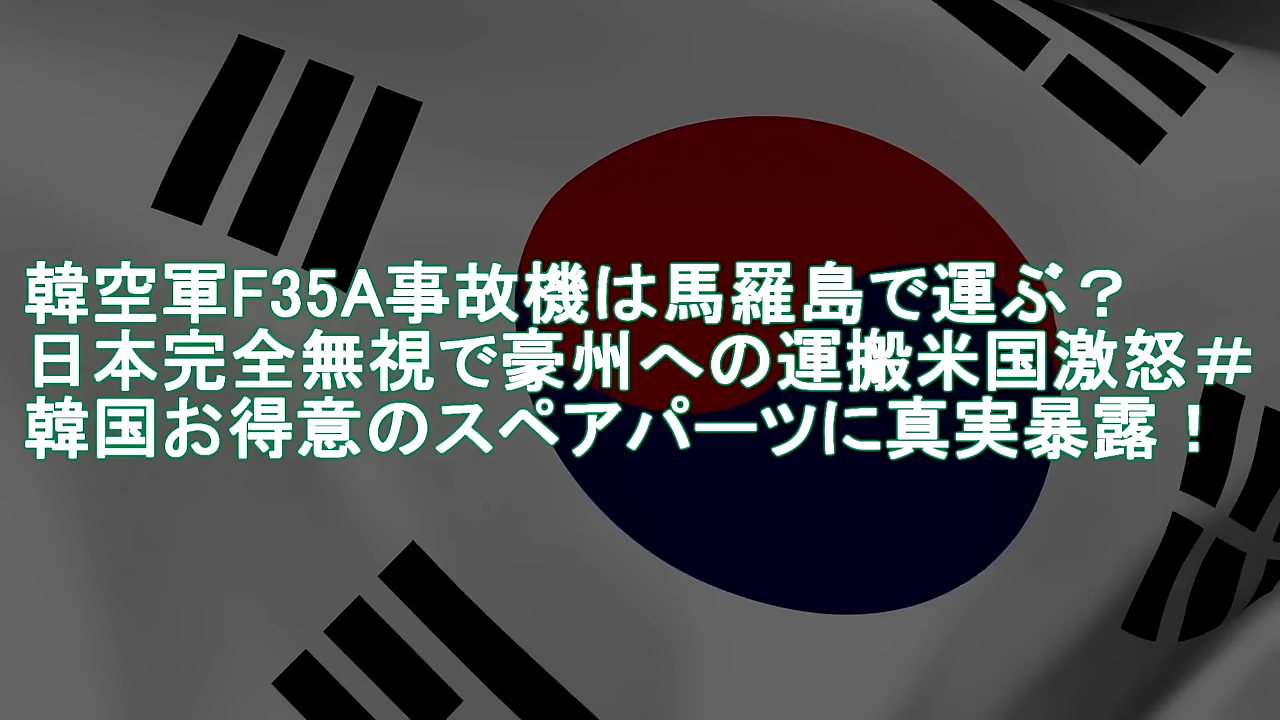 韓空軍F35A事故機は馬羅島で運ぶ？
日本完全無視で豪州への運搬米国激怒＃
韓国お得意のスペアパーツに真実暴露！